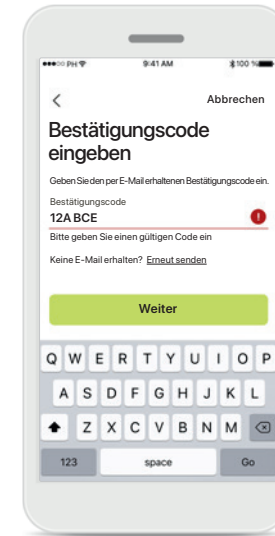 PH 9:41 AM 100 %
Abbrechen
Bestätigungscode
eingeben
Geben Sie den per E-Mail erhaltenen Bestätigungscode ein.
Bestätigungscode
12A BCE
Bitte geben Sie einen gültigen Code ein
Keine E-Mail erhalten? Erneut senden
Weiter
Q W E R T Y U I O P
A S D F G H J K L
Z X C V B N M
123 space Go